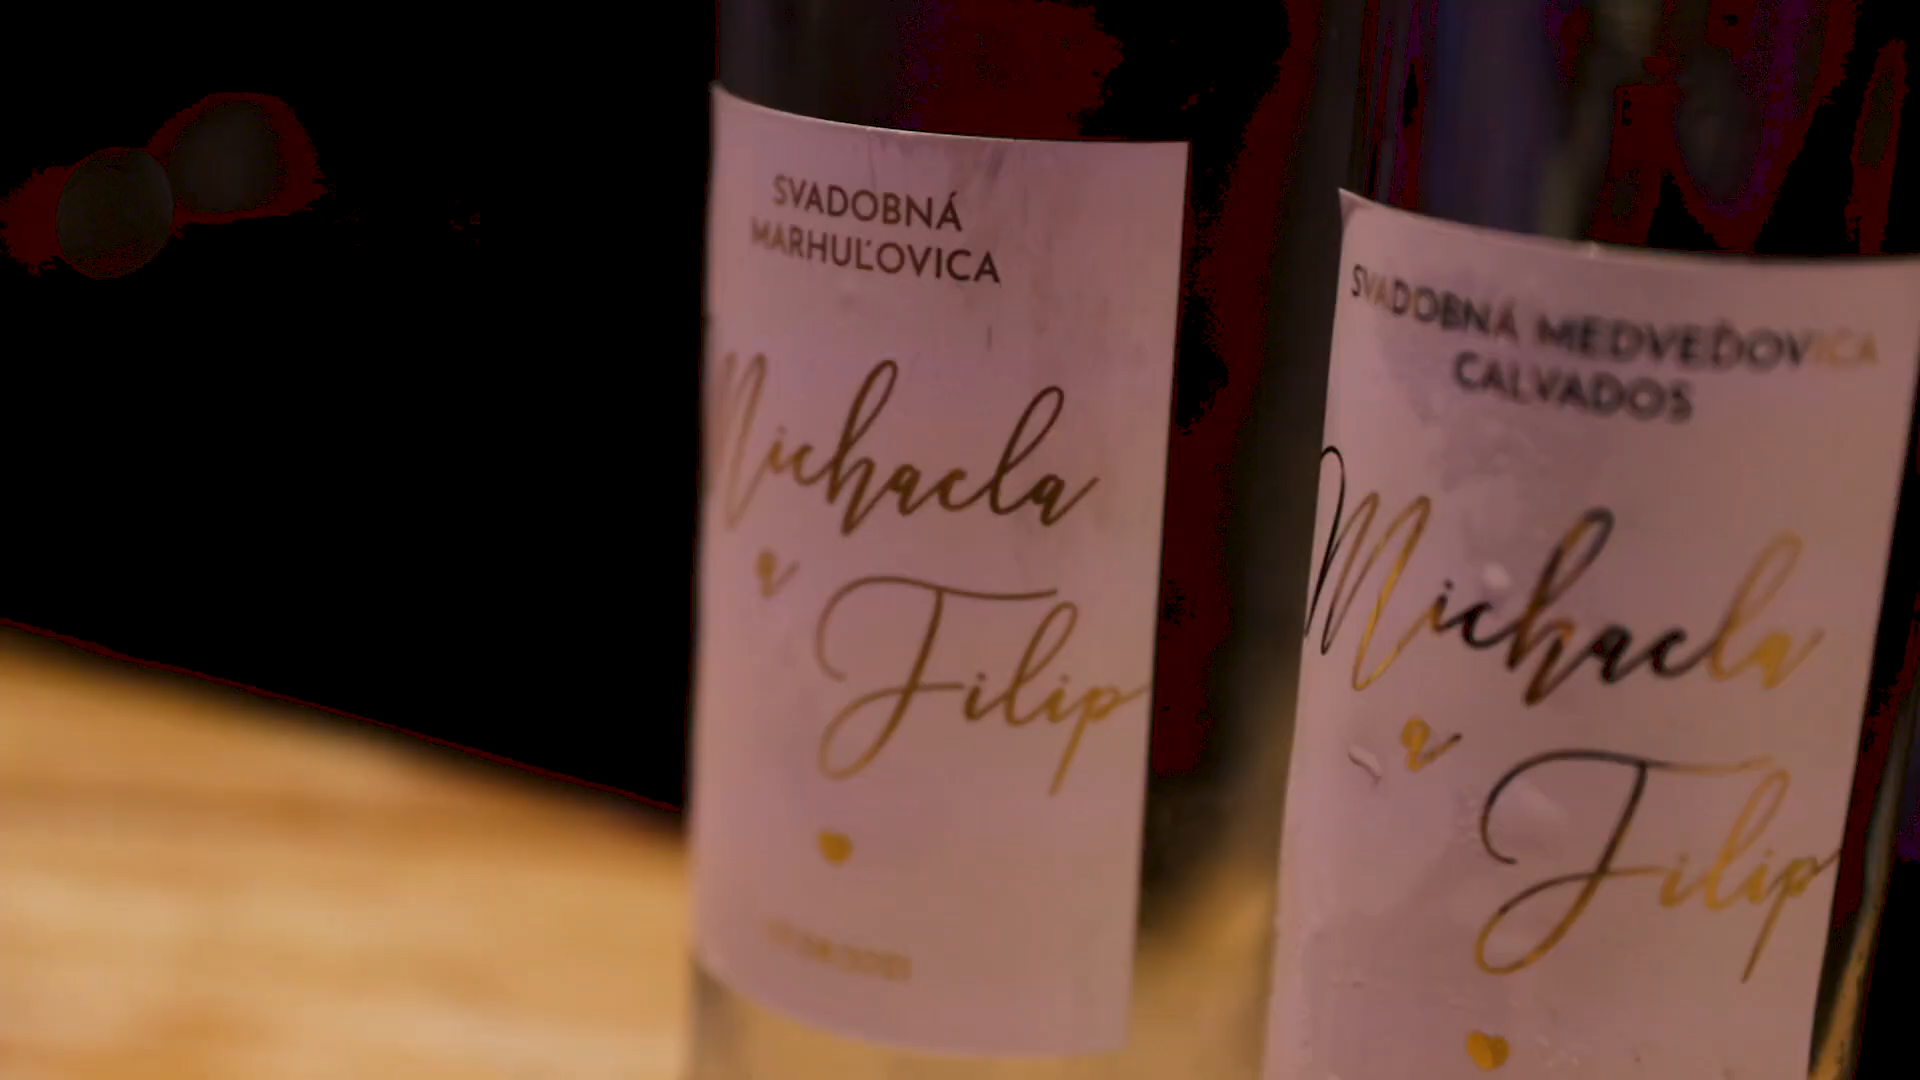 SVADOBNÁ
MARHUĽOVICA
Michaela
a
Filip
SVADOBNÁ MEDVEĎOVICA
CALVADOS
Michaela
a
Filip